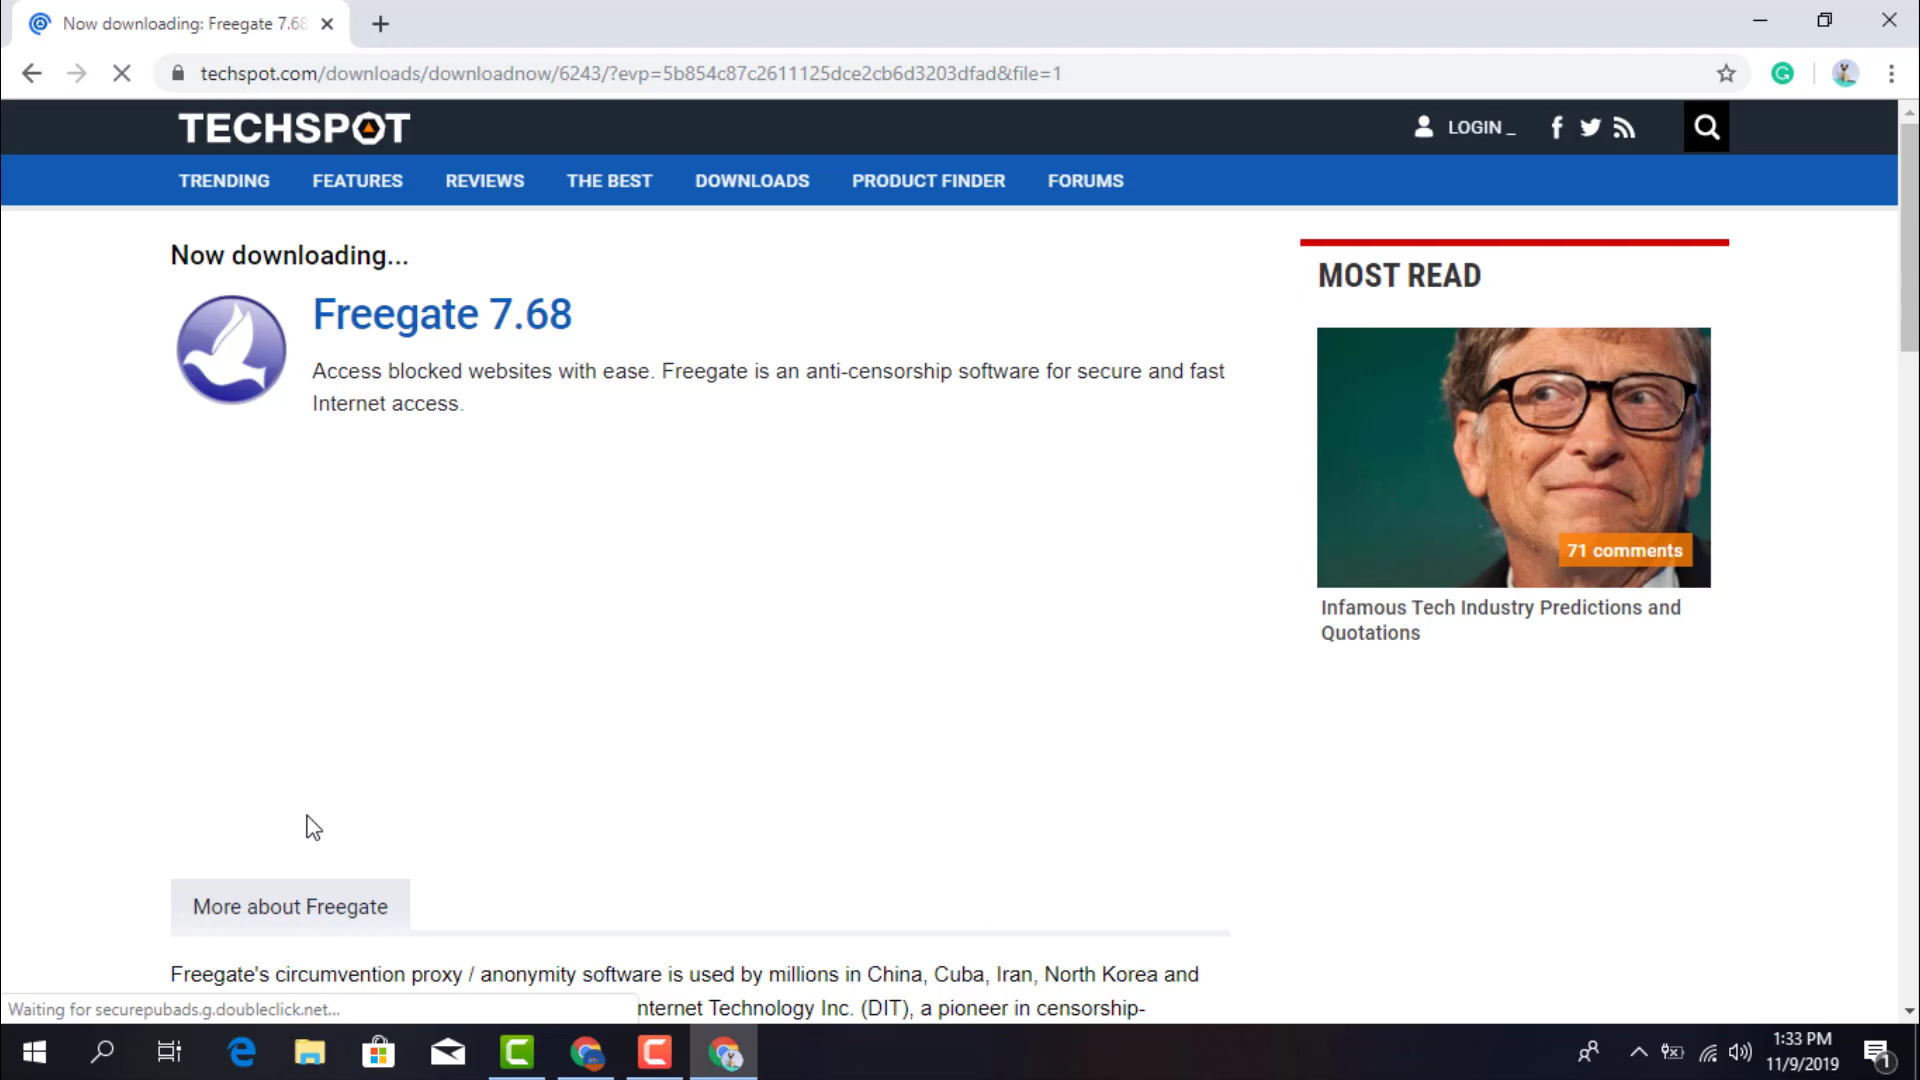 Now downloading: Freegate 7.68
techspot.com/downloads/downloadnow/6243/?evp=5b854c87c2611125dce2cb6d3203dfad&file=1
TECHSPOT
LOGIN _
TRENDING FEATURES REVIEWS THE BEST DOWNLOADS PRODUCT FINDER FORUMS
Now downloading...
Freegate 7.68
Access blocked websites with ease. Freegate is an anti-censorship software for secure and fast
Internet access.
MOST READ
71 comments
Infamous Tech Industry Predictions and
Quotations
More about Freegate
Freegate's circumvention proxy / anonymity software is used by millions in China, Cuba, Iran, North Korea and
nternet Technology Inc. (DIT), a pioneer in censorship-
Waiting for securepubads.g.doubleclick.net...
1:33 PM
11/9/2019
1